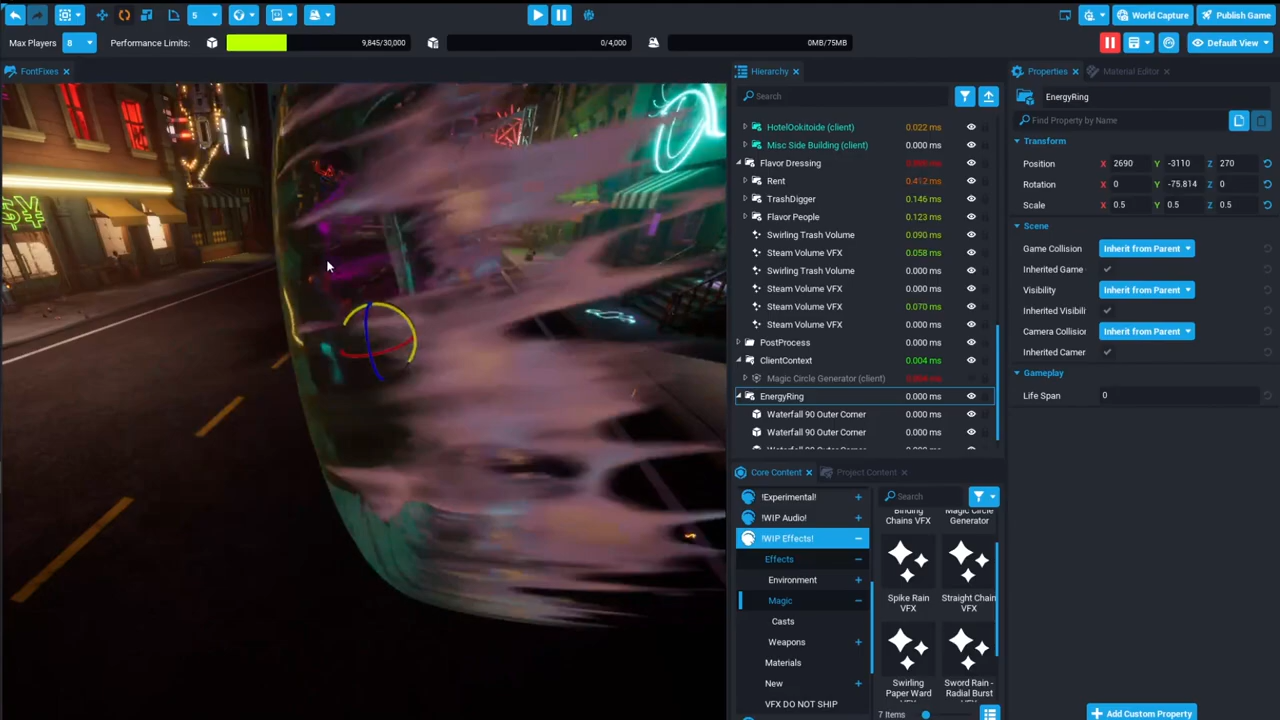 5
World Capture
Publish Game
Max Players
8
Performance Limits:
9,845/30,000
0/4,000
0MB/75MB
Default View
FontFixes
Hierarchy
Properties
Material Editor
Search
EnergyRing
Find Property by Name
HotelOokitoide (client) 0.022 ms
Misc Side Building (client) 0.000 ms
Flavor Dressing
Rent 0.412 ms
TrashDigger 0.146 ms
Flavor People 0.123 ms
Swirling Trash Volume 0.090 ms
Steam Volume VFX 0.058 ms
Swirling Trash Volume 0.000 ms
Steam Volume VFX 0.000 ms
Steam Volume VFX 0.070 ms
Steam Volume VFX 0.000 ms
PostProcess 0.000 ms
ClientContext 0.004 ms
Magic Circle Generator (client)
EnergyRing 0.000 ms
Waterfall 90 Outer Corner 0.000 ms
Waterfall 90 Outer Corner 0.000 ms
Transform
Position X 2690 Y -3110 Z 270
Rotation X 0 Y -75.814 Z 0
Scale X 0.5 Y 0.5 Z 0.5
Scene
Game Collision Inherit from Parent
Inherited Game
Visibility Inherit from Parent
Inherited Visibili
Camera Collision Inherit from Parent
Inherited Camer
Gameplay
Life Span 0
Core Content
Project Content
!Experimental!
!WIP Audio!
!WIP Effects!
Effects
Environment
Magic
Casts
Weapons
Materials
New
VFX DO NOT SHIP
Search
Binding
Chains VFX
Magic Circle
Generator
Spike Rain
VFX
Straight Chain
VFX
Swirling
Paper Ward
Sword Rain -
Radial Burst
7 Items
Add Custom Property
$¥
a